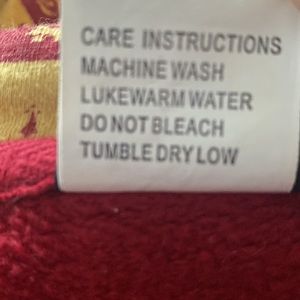 CARE INSTRUCTIONS
MACHINE WASH
LUKEWARM WATER
DO NOT BLEACH
TUMBLE DRY LOW